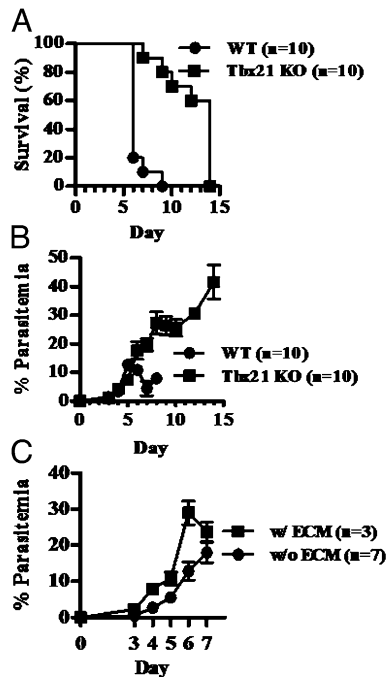 A
Survival (%)
100
80
60
40
20
0
WT (n=10)
Tbx21 KO (n=10)
0 5 10 15
Day
B
% Parasitemia
50
40
30
20
10
0
WT (n=10)
Tbx21 KO (n=10)
0 5 10 15
Day
C
% Parasitemia
40
30
20
10
0
w/ ECM (n=3)
w/o ECM (n=7)
0 3 4 5 6 7
Day